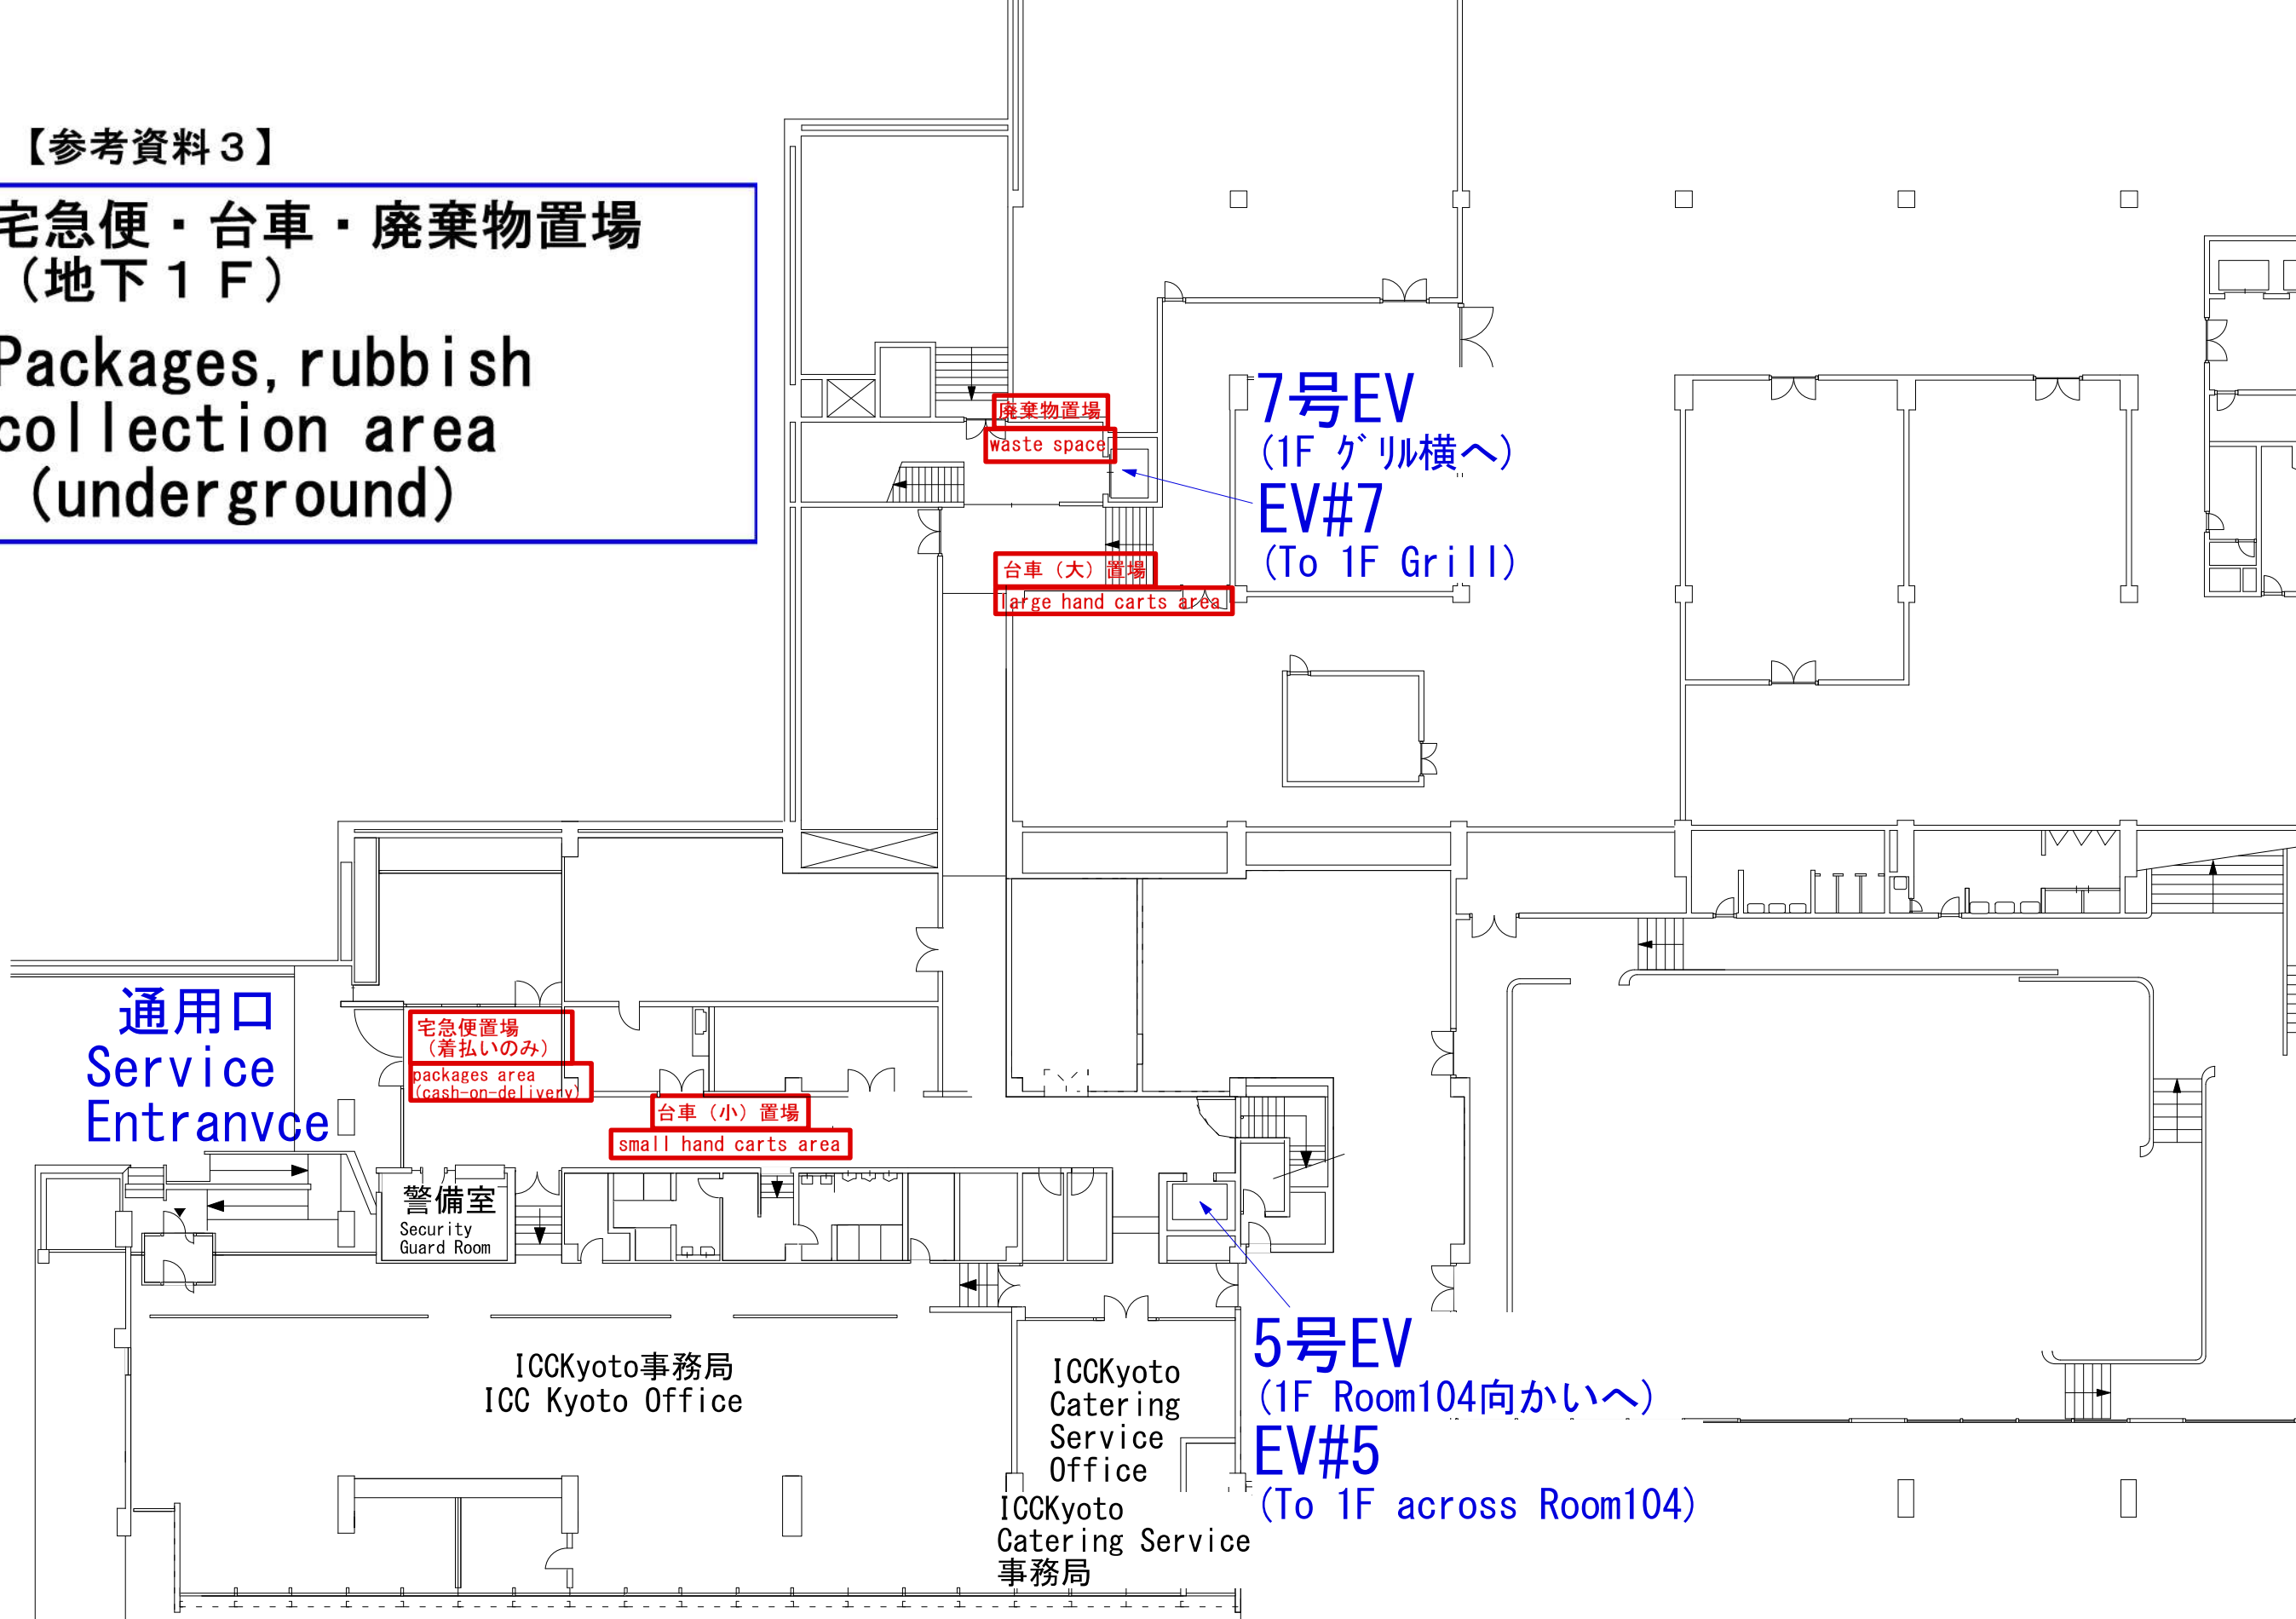 【参考資料３】
宅急便・台車・廃棄物置場
（地下１Ｆ）
Packages,rubbish
collection area
(underground)
廃棄物置場
waste space
7号EV
(1F ｸﾞﾘﾙ横へ)
EV#7
(To 1F Grill)
台車（大）置場
large hand carts area
通用口
Service
Entranvce
宅急便置場
（着払いのみ）
packages area
(cash-on-delivery)
台車（小）置場
small hand carts area
警備室
Security
Guard Room
5号EV
(1F Room104向かいへ)
EV#5
(To 1F across Room104)
ICCKyoto事務局
ICC Kyoto Office
ICCKyoto
Catering
Service
Office
ICCKyoto
Catering Service
事務局